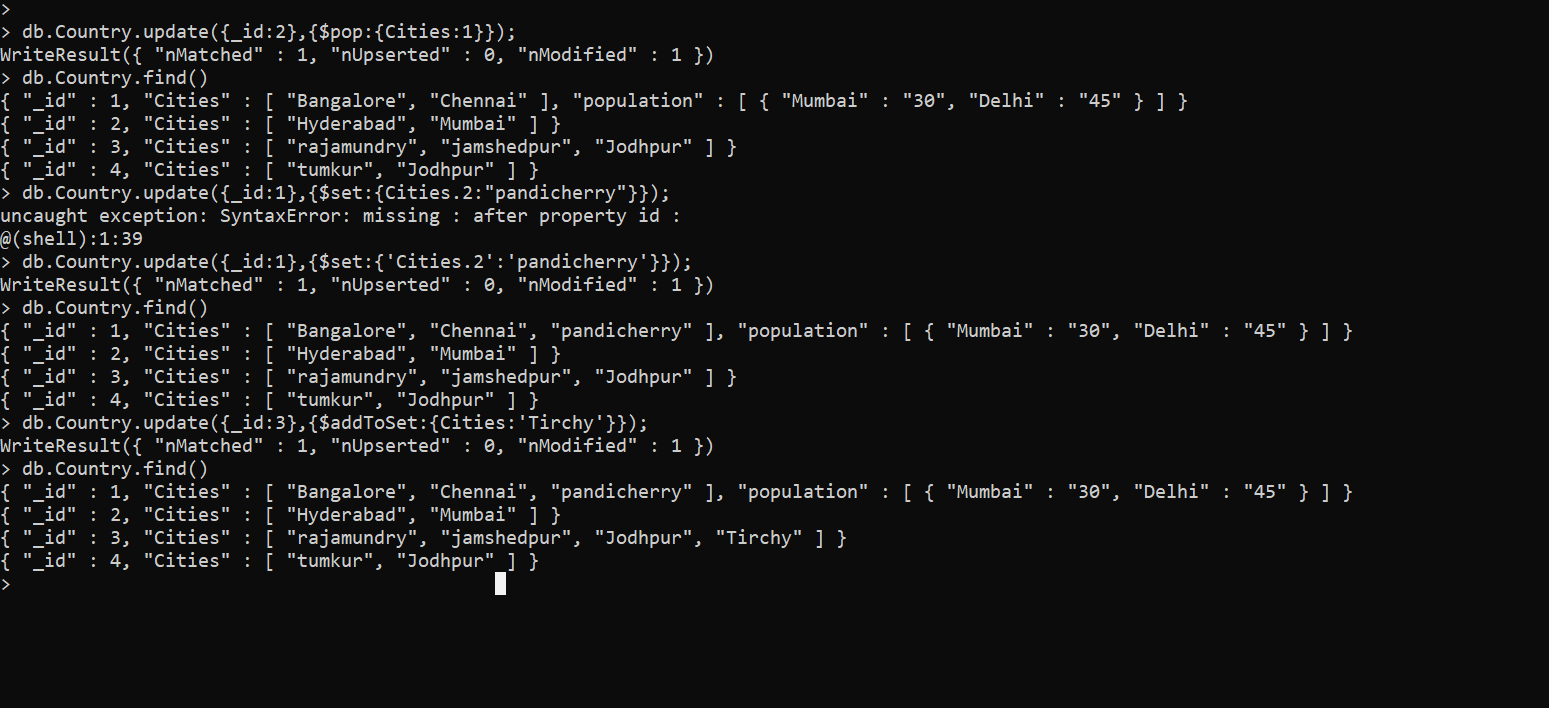 >
> db.Country.update({_id:2},{$pop:{Cities:1}});
WriteResult({ "nMatched" : 1, "nUpserted" : 0, "nModified" : 1 })
> db.Country.find()
{ "_id" : 1, "Cities" : [ "Bangalore", "Chennai" ], "population" : [ { "Mumbai" : "30", "Delhi" : "45" } ] }
{ "_id" : 2, "Cities" : [ "Hyderabad", "Mumbai" ] }
{ "_id" : 3, "Cities" : [ "rajamundry", "jamshedpur", "Jodhpur" ] }
{ "_id" : 4, "Cities" : [ "tumkur", "Jodhpur" ] }
> db.Country.update({_id:1},{$set:{Cities.2:"pandicherry"}});
uncaught exception: SyntaxError: missing : after property id :
@(shell):1:39
> db.Country.update({_id:1},{$set:{'Cities.2':'pandicherry'}});
WriteResult({ "nMatched" : 1, "nUpserted" : 0, "nModified" : 1 })
> db.Country.find()
{ "_id" : 1, "Cities" : [ "Bangalore", "Chennai", "pandicherry" ], "population" : [ { "Mumbai" : "30", "Delhi" : "45" } ] }
{ "_id" : 2, "Cities" : [ "Hyderabad", "Mumbai" ] }
{ "_id" : 3, "Cities" : [ "rajamundry", "jamshedpur", "Jodhpur" ] }
{ "_id" : 4, "Cities" : [ "tumkur", "Jodhpur" ] }
> db.Country.update({_id:3},{$addToSet:{Cities:'Tirchy'}});
WriteResult({ "nMatched" : 1, "nUpserted" : 0, "nModified" : 1 })
> db.Country.find()
{ "_id" : 1, "Cities" : [ "Bangalore", "Chennai", "pandicherry" ], "population" : [ { "Mumbai" : "30", "Delhi" : "45" } ] }
{ "_id" : 2, "Cities" : [ "Hyderabad", "Mumbai" ] }
{ "_id" : 3, "Cities" : [ "rajamundry", "jamshedpur", "Jodhpur", "Tirchy" ] }
{ "_id" : 4, "Cities" : [ "tumkur", "Jodhpur" ] }
>